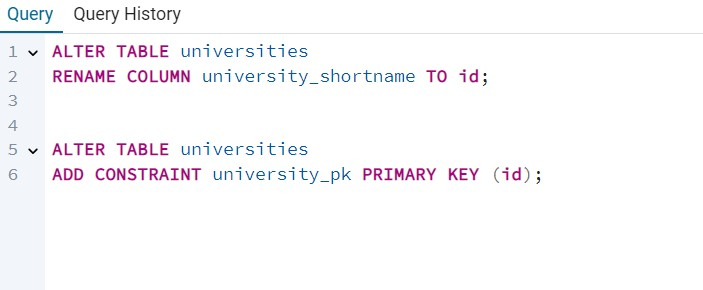 Query Query History
1 ALTER TABLE universities
2 RENAME COLUMN university_shortname TO id;
3
4
5 ALTER TABLE universities
6 ADD CONSTRAINT university_pk PRIMARY KEY (id);